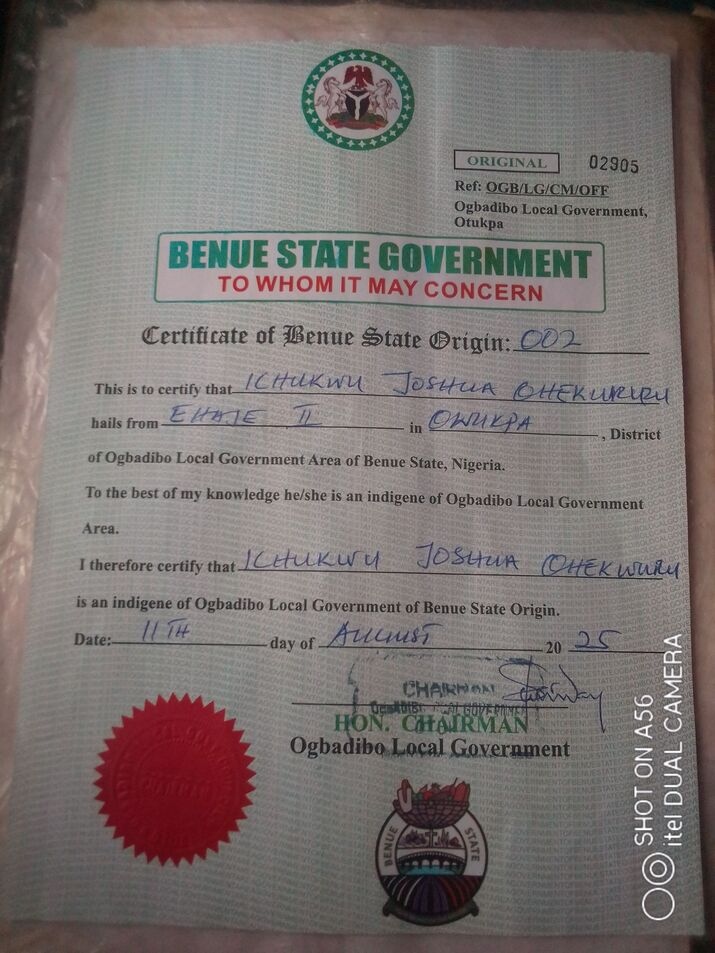 ORIGINAL 02905
Ref: OGB/LG/CM/OFF
Ogbadibo Local Government,
Otukpa
BENUE STATE GOVERNMENT
TO WHOM IT MAY CONCERN
Certificate of Benue State Origin: 002
This is to certify that ICHUKWU JOSHUA OHEKWURU
hails from EHAJE II in OWUKPA , District
of Ogbadibo Local Government Area of Benue State, Nigeria.
To the best of my knowledge he/she is an indigene of Ogbadibo Local Government
Area.
I therefore certify that ICHUKWU JOSHUA OHEKWURU
is an indigene of Ogbadibo Local Government of Benue State Origin.
Date: 11TH day of AUGUST 20 25
CHAIRMAN
HON. CHAIRMAN
Ogbadibo Local Government
BENUE STATE
SHOT ON A56
itel DUAL CAMERA